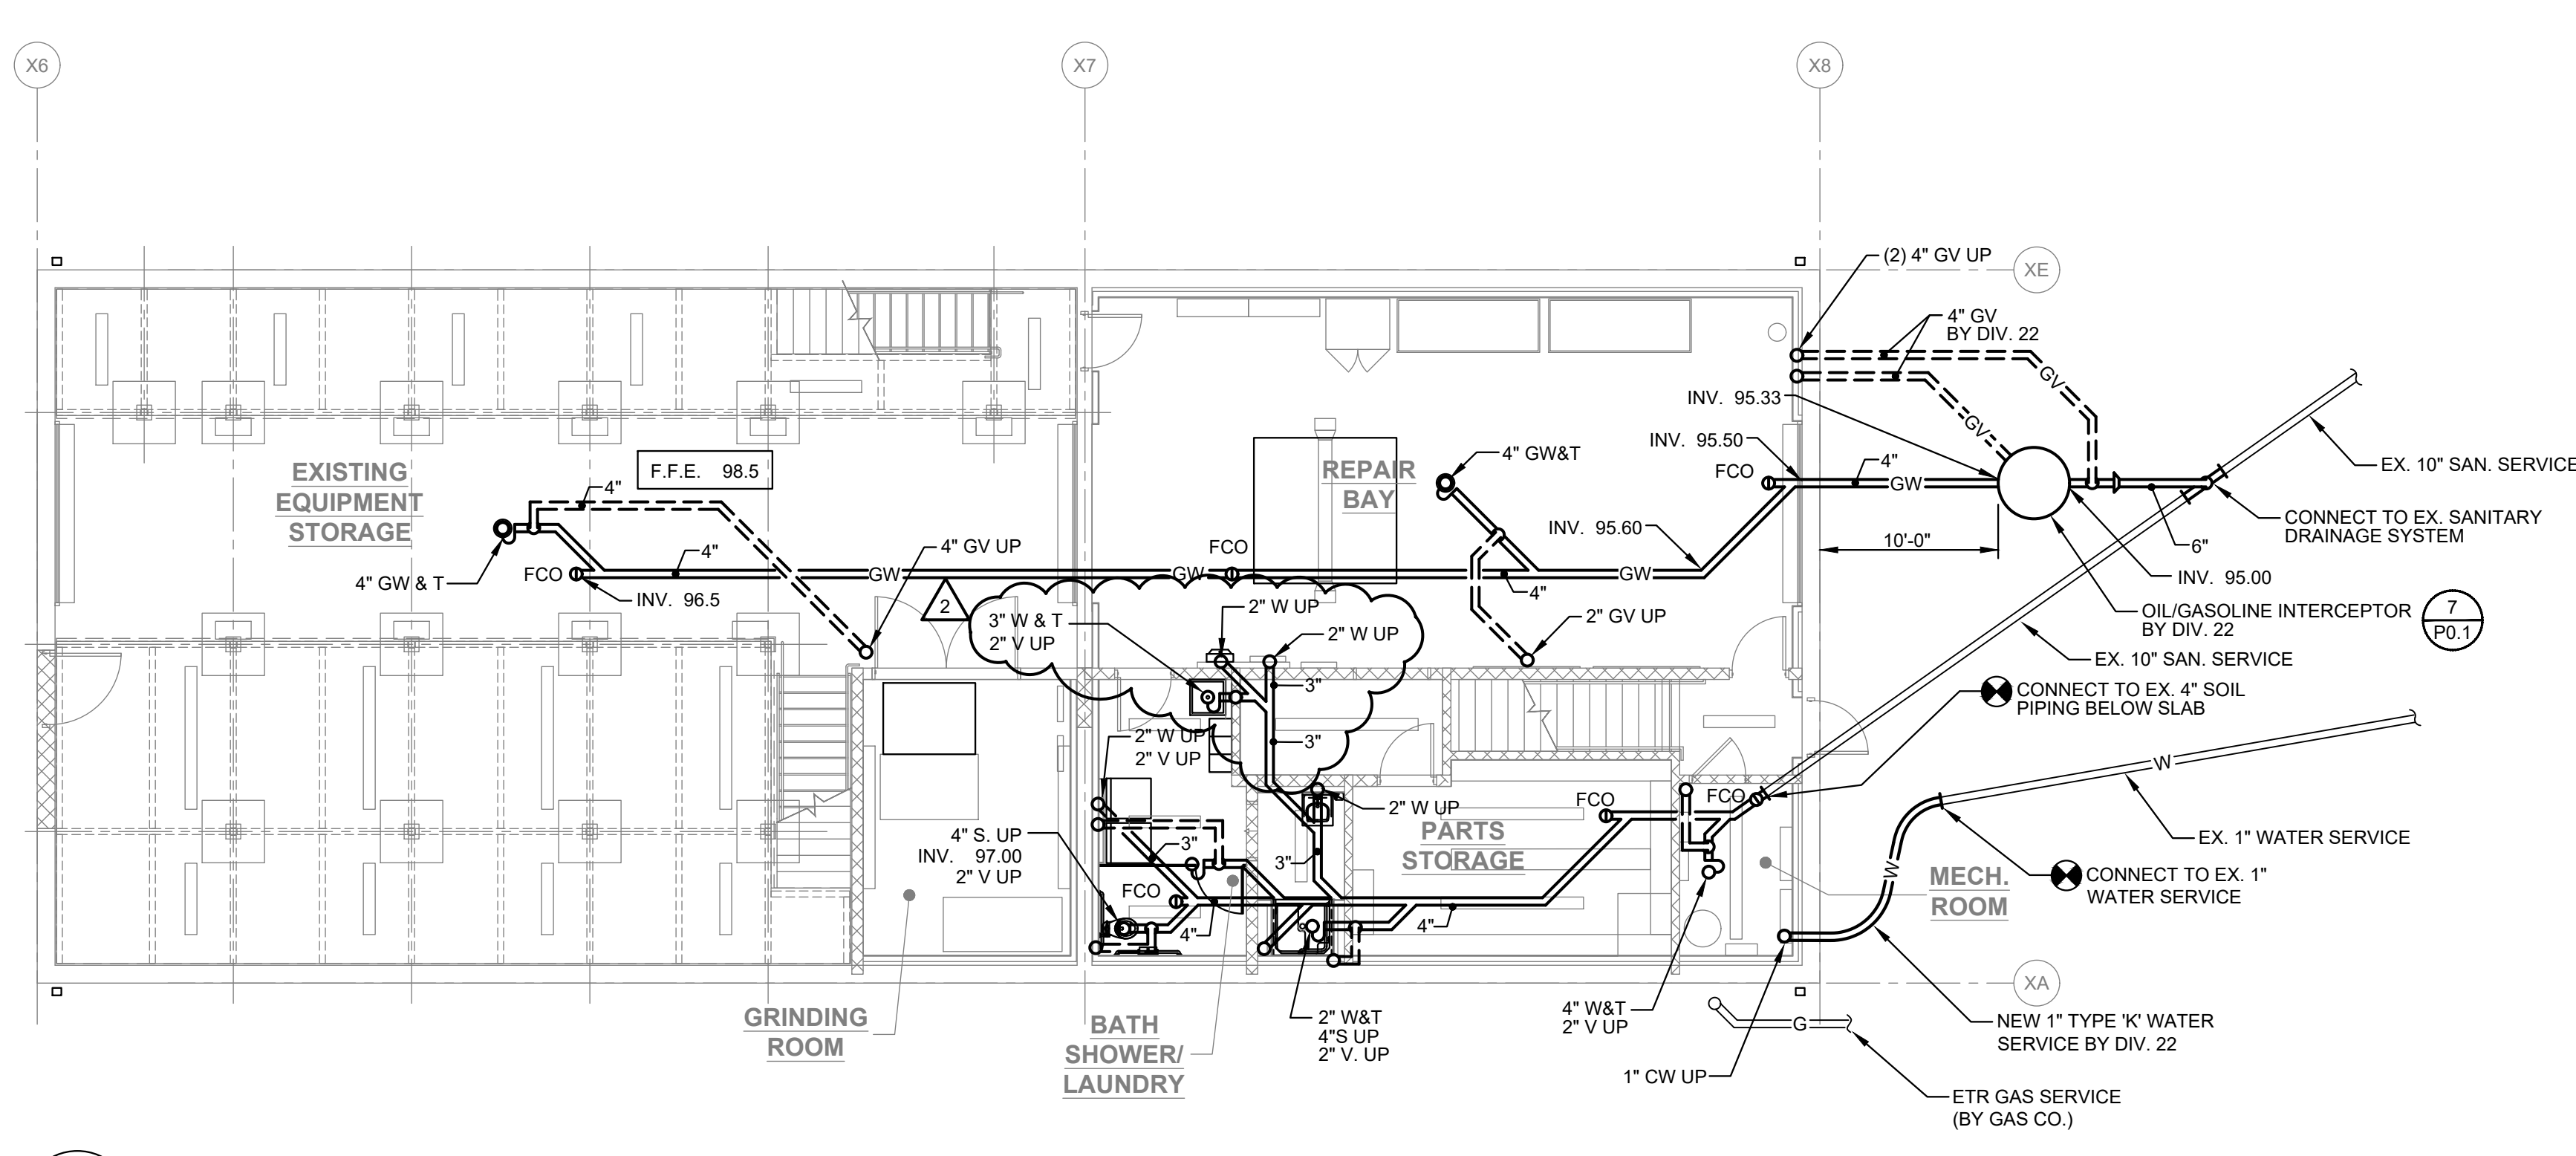 X6
X7
X8
(2) 4" GV UP
XE
4" GV
BY DIV. 22
GV
GV
INV. 95.33
INV. 95.50
FCO
4"
GW
EX. 10" SAN. SERVICE
CONNECT TO EX. SANITARY
DRAINAGE SYSTEM
6"
10'-0"
INV. 95.00
OIL/GASOLINE INTERCEPTOR
BY DIV. 22
7
P0.1
EXISTING
EQUIPMENT
STORAGE
F.F.E. 98.5
4"
4" GW & T
FCO
4"
INV. 96.5
GW
4" GV UP
GW
FCO
REPAIR
BAY
4" GW&T
INV. 95.60
4"
GW
2" GV UP
2
3" W & T
2" V UP
2" W UP
2" W UP
3"
3"
EX. 10" SAN. SERVICE
CONNECT TO EX. 4" SOIL
PIPING BELOW SLAB
2" W UP
2" V UP
2" W UP
4" S. UP
INV. 97.00
2" V UP
3"
3"
FCO
4"
4"
PARTS
STORAGE
FCO
FCO
W
EX. 1" WATER SERVICE
W
CONNECT TO EX. 1"
WATER SERVICE
MECH.
ROOM
XA
GRINDING
ROOM
BATH
SHOWER/
LAUNDRY
2" W&T
4"S UP
2" V. UP
4" W&T
2" V UP
1" CW UP
G
NEW 1" TYPE 'K' WATER
SERVICE BY DIV. 22
ETR GAS SERVICE
(BY GAS CO.)